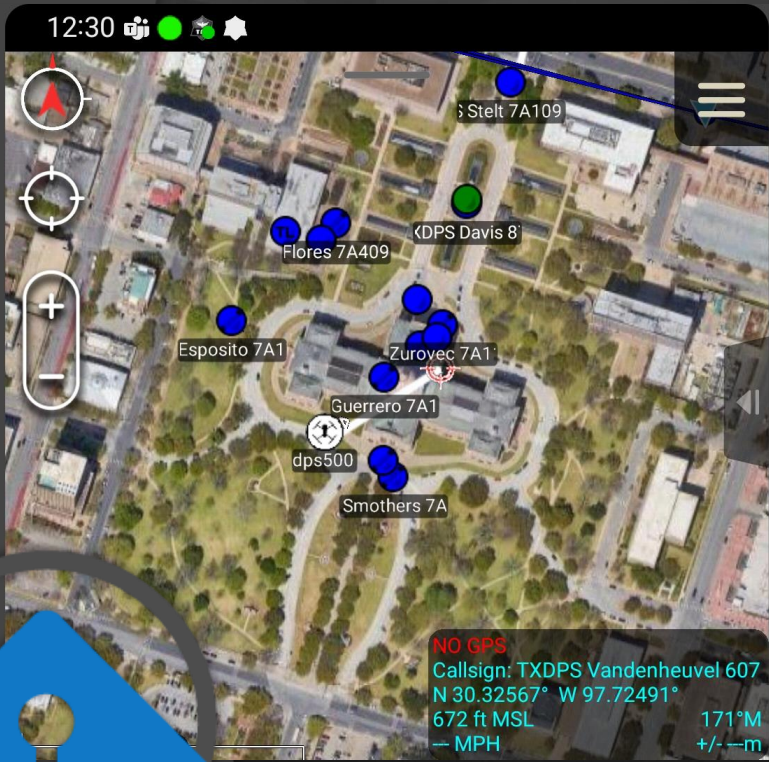 12:30
Stelt 7A109
DPS Davis 8
TL
Flores 7A409
Esposito 7A1
Zurovec 7A1
Guerrero 7A1
dps500
Smothers 7A
NO GPS
Callsign: TXDPS Vandenheuvel 607
N 30.32567° W 97.72491°
672 ft MSL 171°M
--- MPH +/- ---m